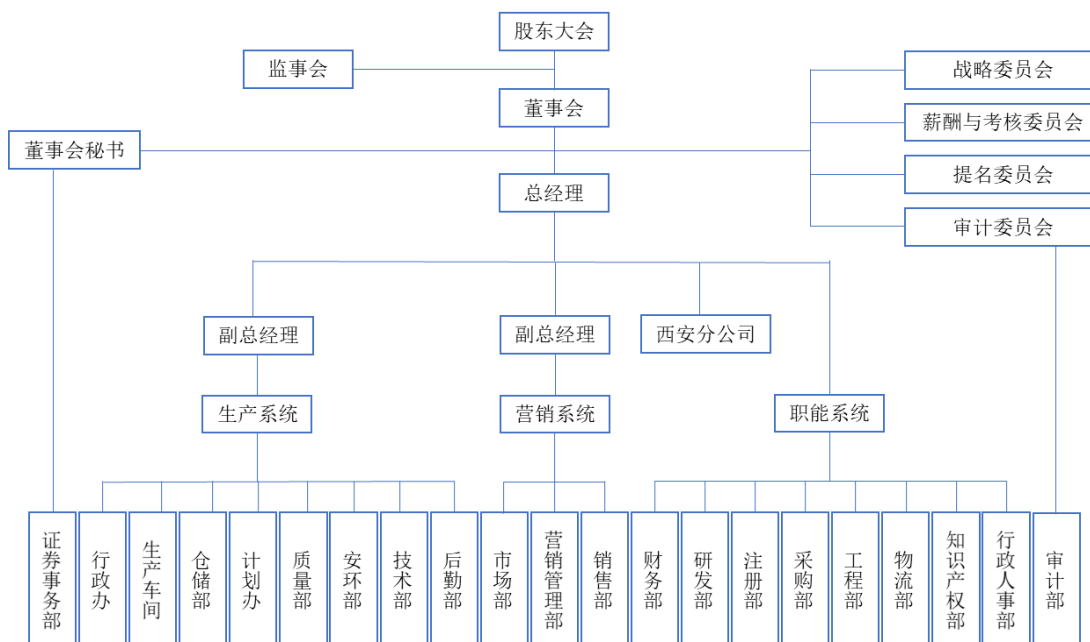 股东大会
监事会
战略委员会
董事会
薪酬与考核委员会
董事会秘书
提名委员会
总经理
审计委员会
副总经理
副总经理
西安分公司
生产系统
营销系统
职能系统
证券事务部
行政办
生产车间
仓储部
计划办
质量部
安环部
技术部
后勤部
市场部
营销管理部
销售部
财务部
研发部
注册部
采购部
工程部
物流部
知识产权部
行政人事部
审计部